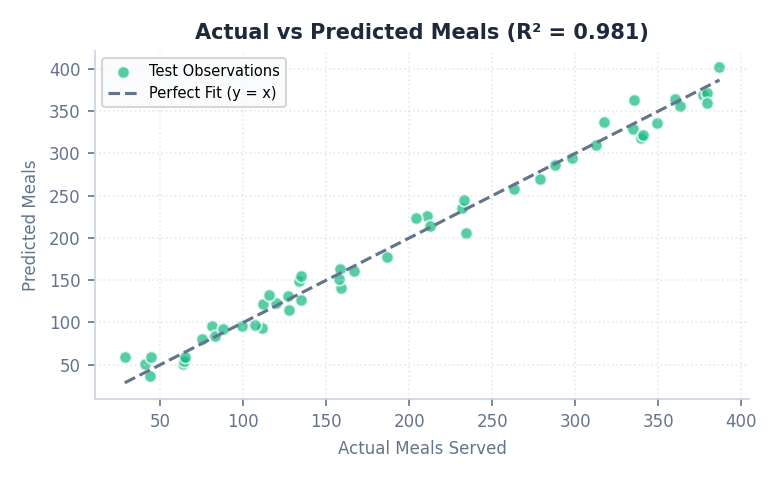 Actual vs Predicted Meals (R² = 0.981)
Test Observations
Perfect Fit (y = x)
Predicted Meals
400
350
300
250
200
150
100
50
50 100 150 200 250 300 350 400
Actual Meals Served